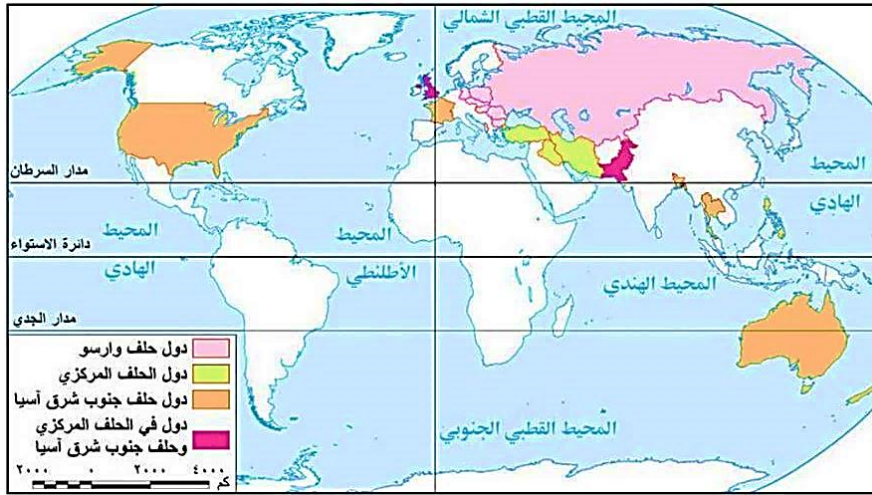 المحيط القطبي الشمالي
مدار السرطان
المحيط
الهادي
المحيط
الهادي
دائرة الاستواء
المحيط
الأطلنطي
المحيط الهندي
مدار الجدي
المحيط القطبي الجنوبي
دول حلف وارسو
دول الحلف المركزي
دول حلف جنوب شرق آسيا
دول في الحلف المركزي
وحلف جنوب شرق آسيا
٢٠٠٠ ٠ ٢٠٠٠ ٤٠٠٠
كم